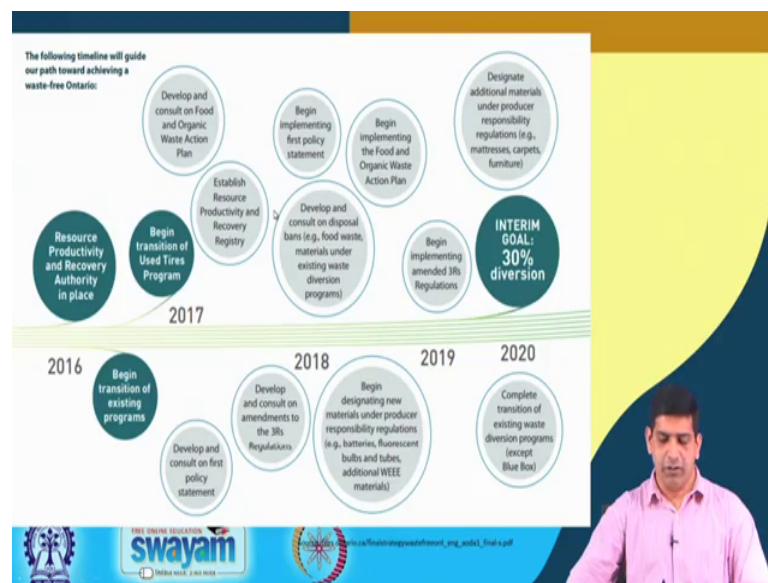 The following timeline will guide
our path toward achieving a
waste-free Ontario:
Develop and
consult on Food
and Organic
Waste Action
Plan
Begin
implementing
first policy
statement
Begin
implementing
the Food and
Organic Waste
Action Plan
Designate
additional materials
under producer
responsibility
regulations (e.g.,
mattresses, carpets,
furniture)
Establish
Resource
Productivity and
Recovery
Registry
Develop and
consult on disposal
bans (e.g., food waste,
materials under
existing waste
diversion
programs)
Resource
Productivity
and Recovery
Authority
in place
Begin
transition of
Used Tires
Program
Begin
implementing
amended 3Rs
Regulations
INTERIM
GOAL:
30%
diversion
2016
2017
2018
2019
2020
Begin
transition of
existing
programs
Develop and
consult on first
policy
statement
Develop
and consult on
amendments to
the 3Rs
Regulations
Begin
designating new
materials under producer
responsibility regulations
(e.g., batteries, fluorescent
bulbs and tubes,
additional WEEE
materials)
Complete
transition of
existing waste
diversion programs
(except
Blue Box)
FREE ONLINE EDUCATION
swayam